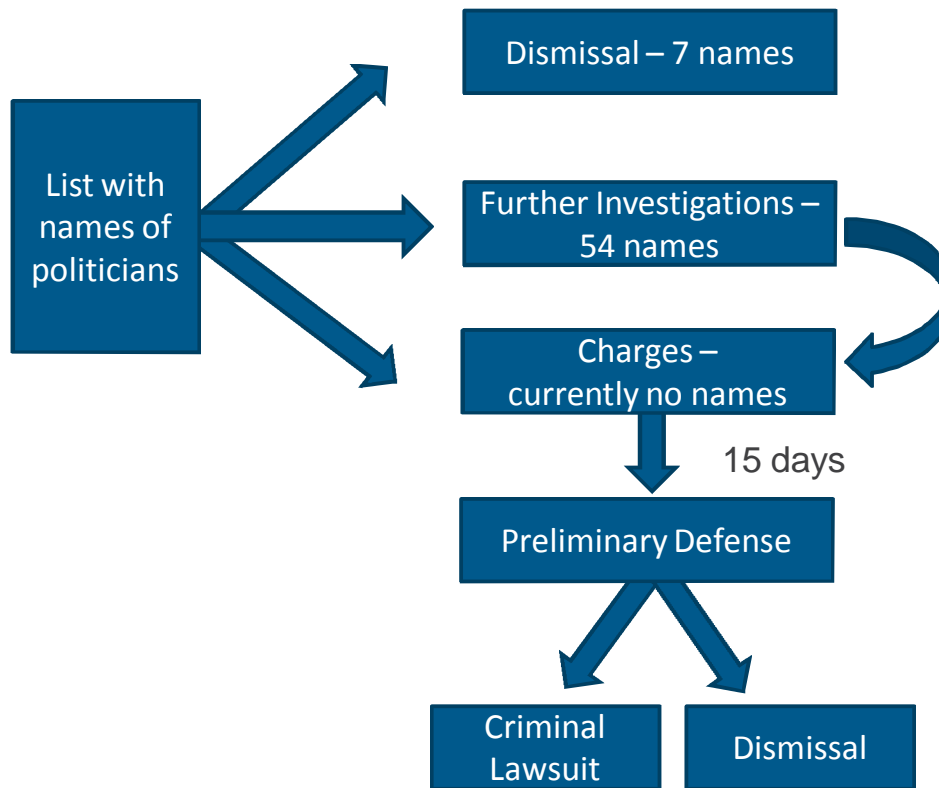 Dismissal – 7 names
List with
names of
politicians
Further Investigations –
54 names
Charges –
currently no names
15 days
Preliminary Defense
Criminal
Lawsuit
Dismissal